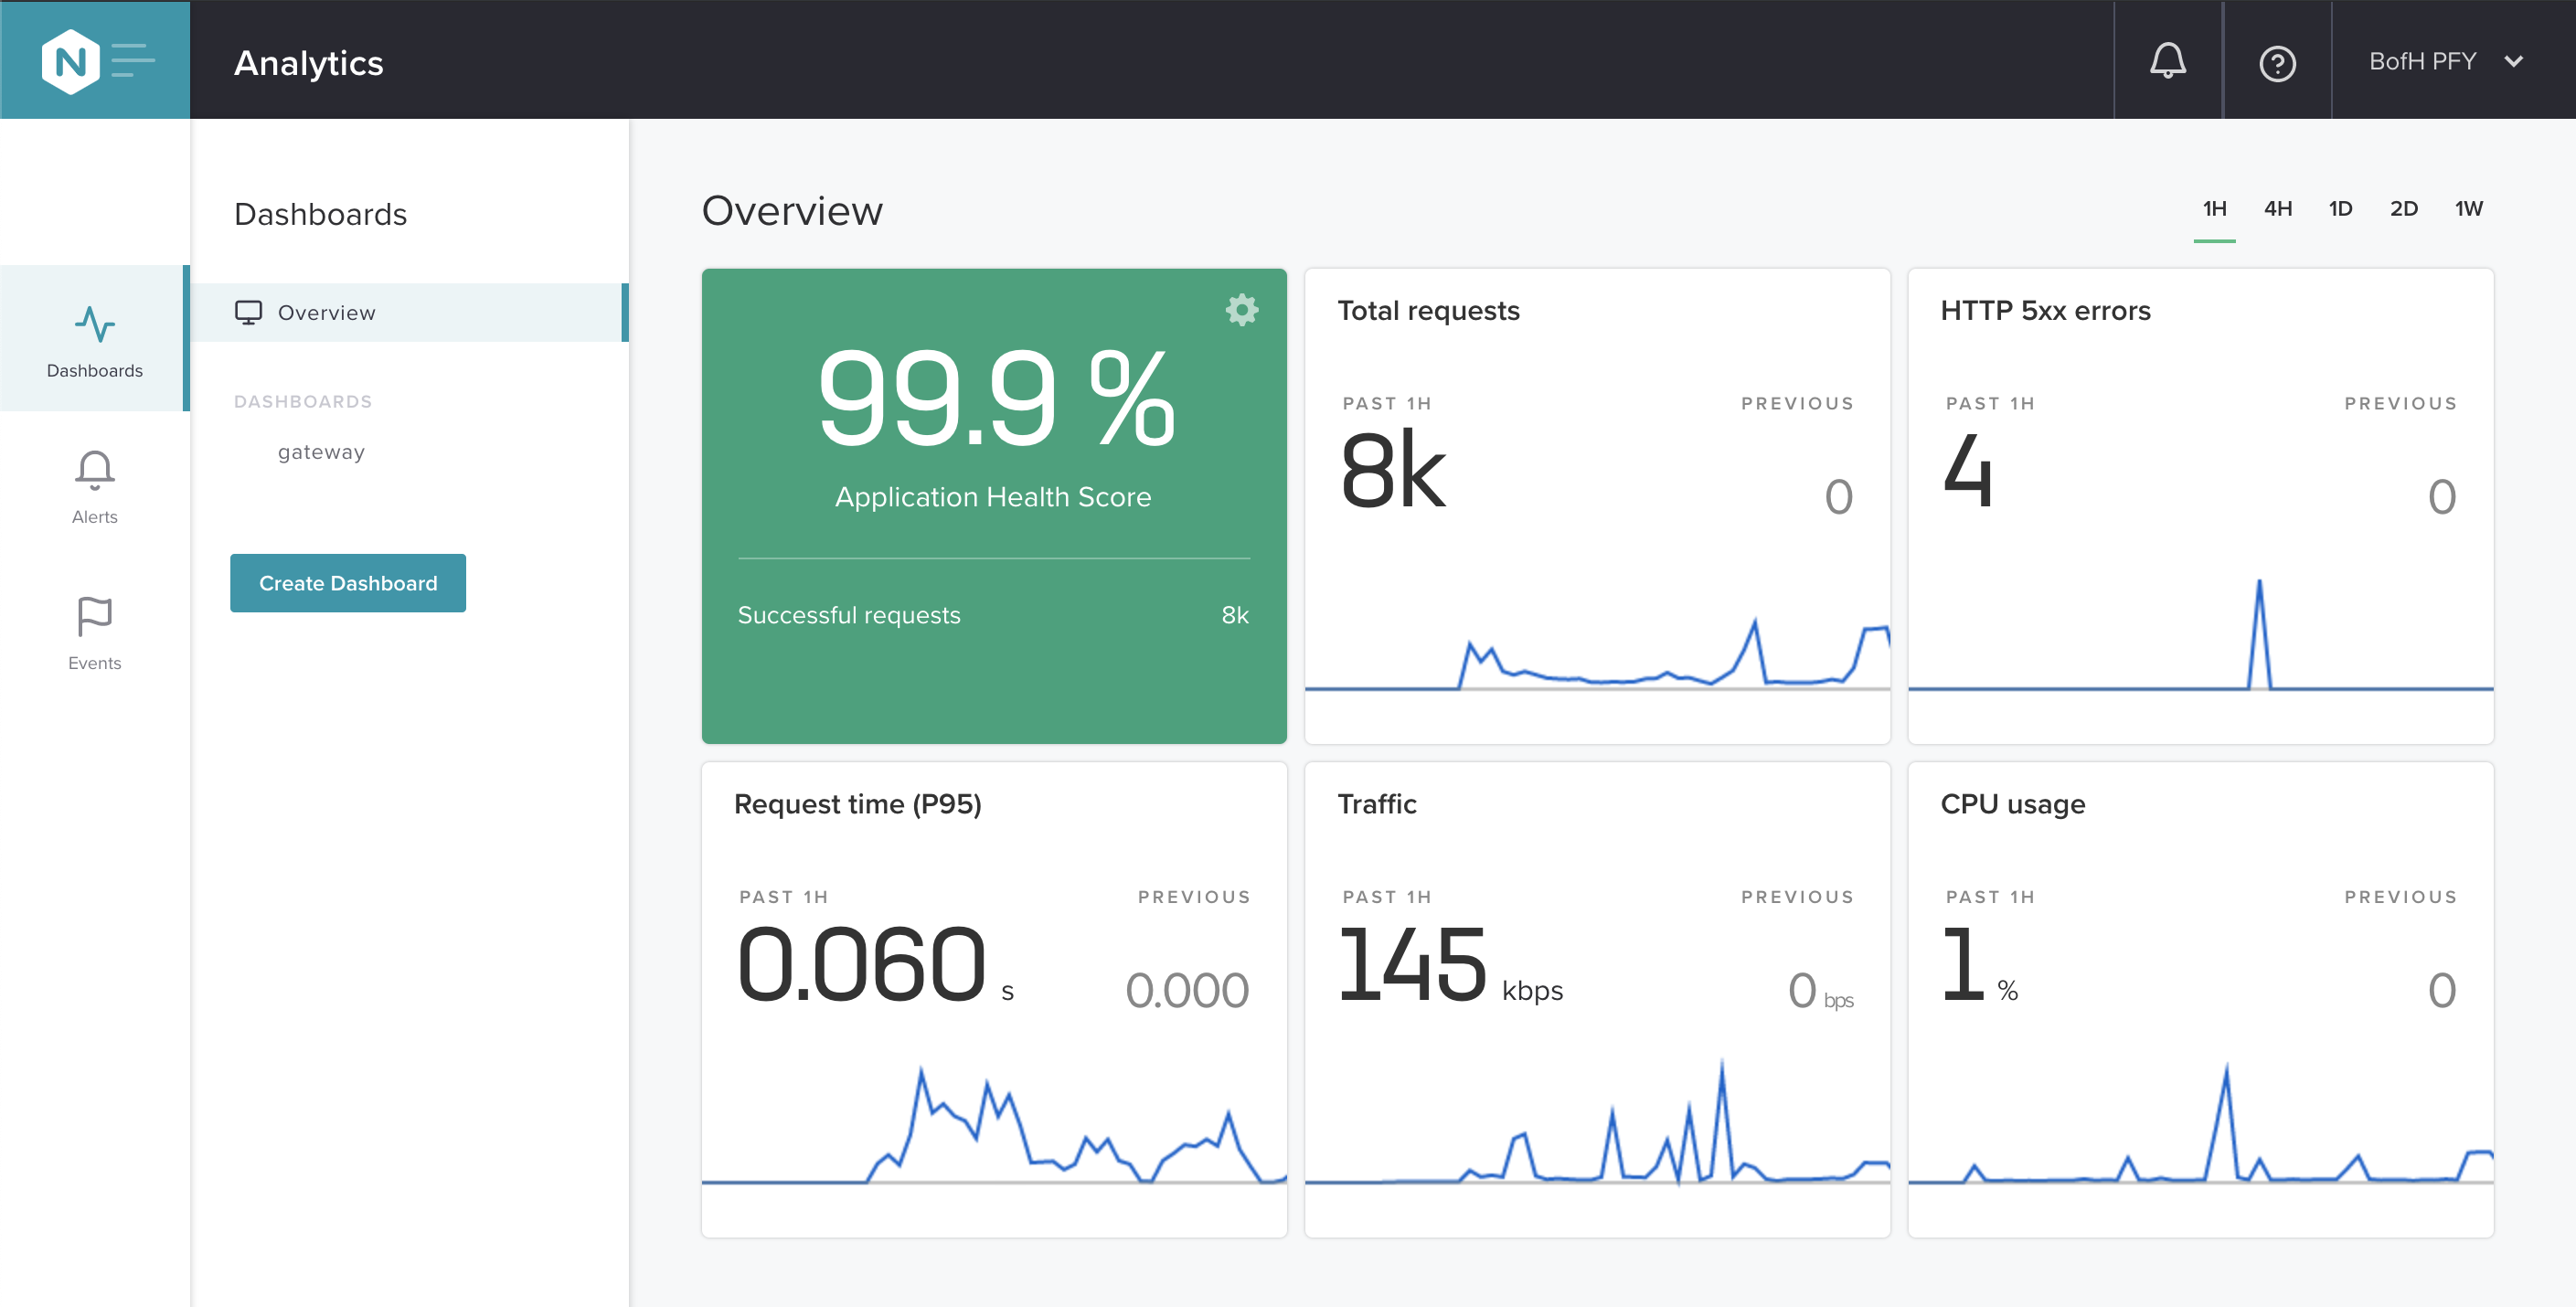 N
Analytics
BofH PFY
Dashboards
Alerts
Events
Dashboards
Overview
DASHBOARDS
gateway
Create Dashboard
Overview
1H 4H 1D 2D 1W
99.9 %
Application Health Score
Successful requests 8k
Total requests
PAST 1H PREVIOUS
8k 0
HTTP 5xx errors
PAST 1H PREVIOUS
4 0
Request time (P95)
PAST 1H PREVIOUS
0.060 s 0.000
Traffic
PAST 1H PREVIOUS
145 kbps 0 bps
CPU usage
PAST 1H PREVIOUS
1 % 0